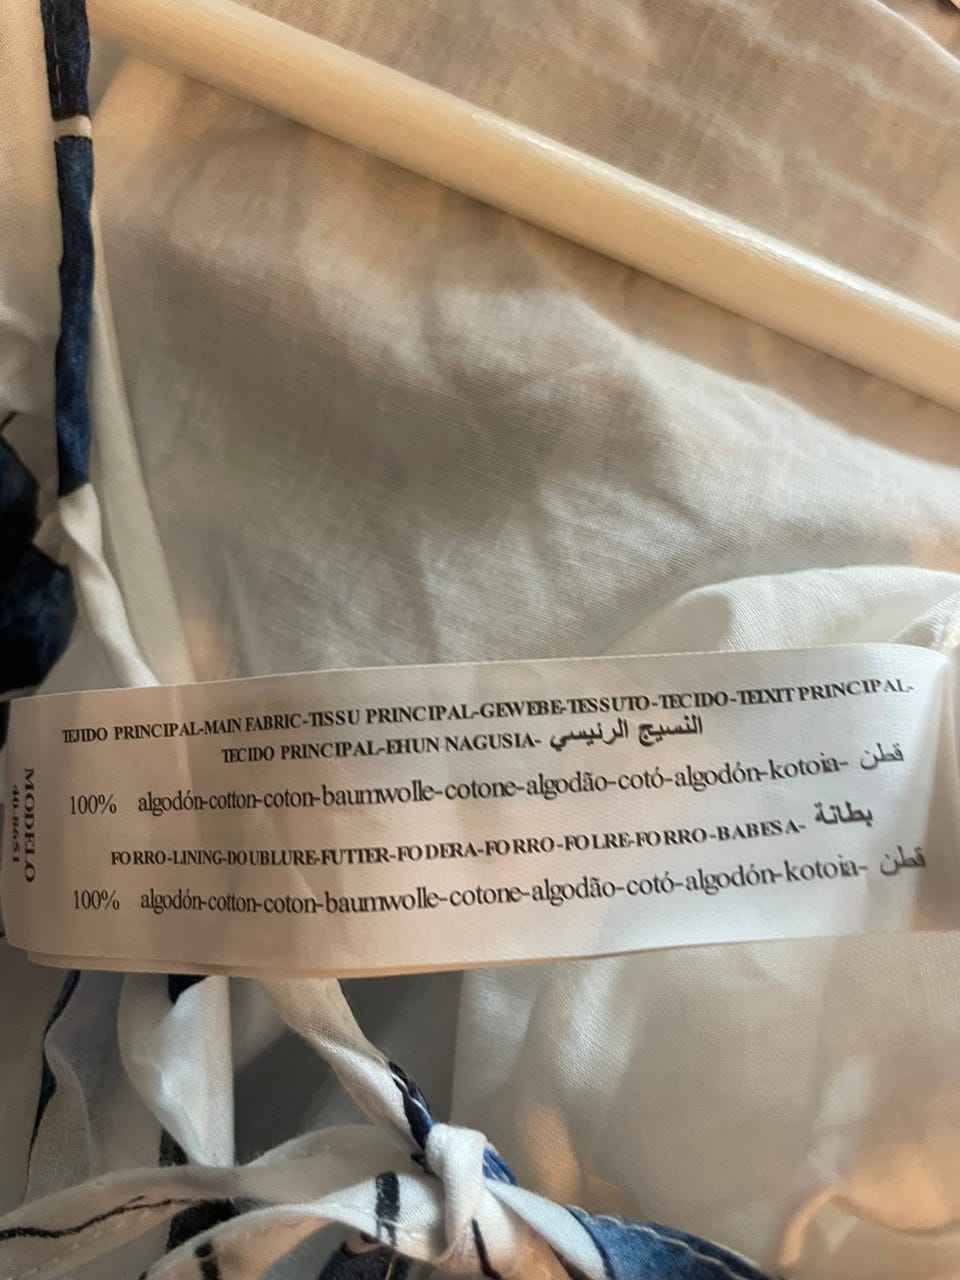 TEJIDO PRINCIPAL-MAIN FABRIC-TISSU PRINCIPAL-GEWEBE-TESSUTO-TECIDO-TEIXIT PRINCIPAL-
TECIDO PRINCIPAL-EHUN NAGUSIA- النسيج الرئيسي
100% algodón-cotton-coton-baumwolle-cotone-algodão-cotó-algodón-kotoia- قطن
FORRO-LINING-DOUBLURE-FUTTER-FODERA-FORRO-FOLRE-FORRO-BABESA- بطانة
100% algodón-cotton-coton-baumwolle-cotone-algodão-cotó-algodón-kotoia- قطن
MODELO
40.8651